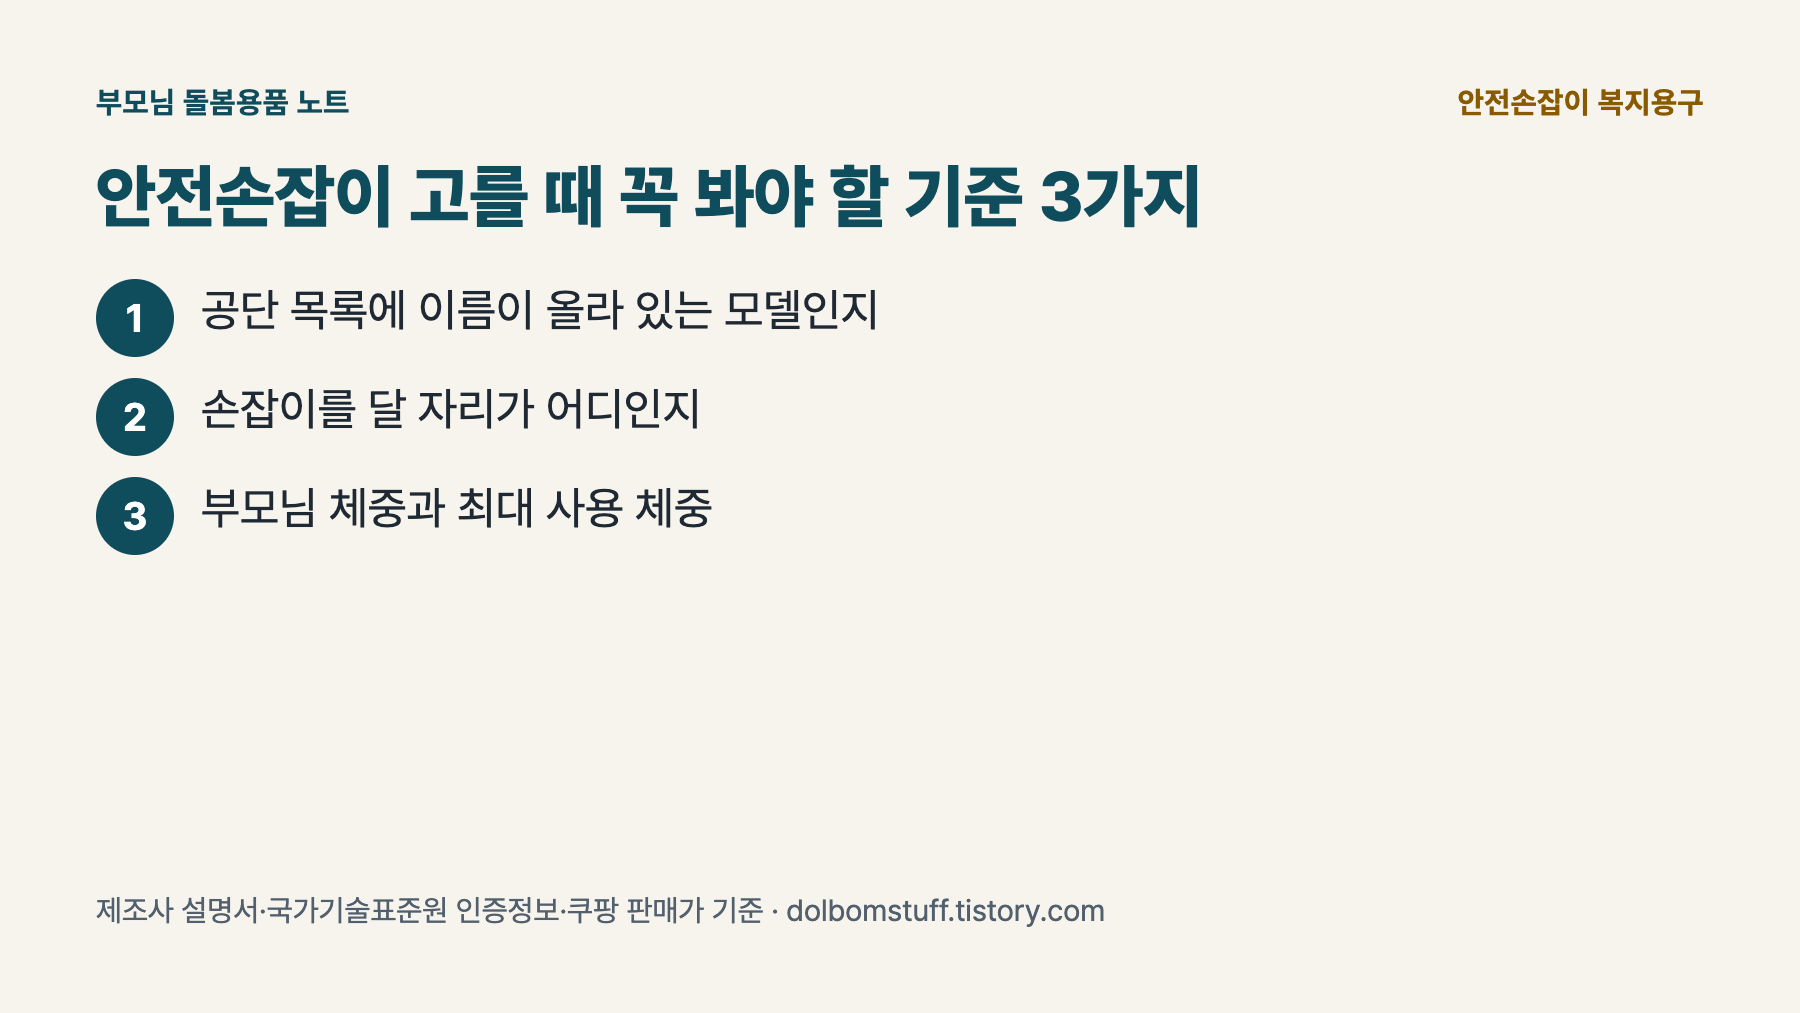 부모님 돌봄용품 노트
안전손잡이 복지용구
안전손잡이 고를 때 꼭 봐야 할 기준 3가지
1 공단 목록에 이름이 올라 있는 모델인지
2 손잡이를 달 자리가 어디인지
3 부모님 체중과 최대 사용 체중
제조사 설명서·국가기술표준원 인증정보·쿠팡 판매가 기준 · dolbomstuff.tistory.com